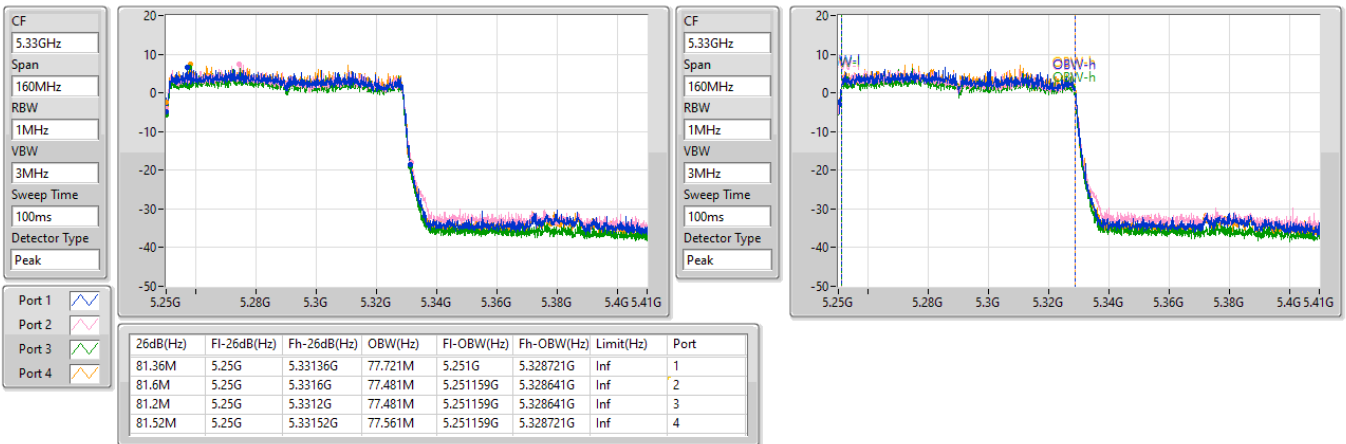 CF
5.33GHz
Span
160MHz
RBW
1MHz
VBW
3MHz
Sweep Time
100ms
Detector Type
Peak
20
10
0
-10
-20
-30
-40
-50
5.25G 5.28G 5.3G 5.32G 5.34G 5.36G 5.38G 5.4G 5.41G
CF
5.33GHz
Span
160MHz
RBW
1MHz
VBW
3MHz
Sweep Time
100ms
Detector Type
Peak
20
10
0
-10
-20
-30
-40
-50
W-l
OBW-h
OBW-h
5.25G 5.28G 5.3G 5.32G 5.34G 5.36G 5.38G 5.4G 5.41G
Port 1
Port 2
Port 3
Port 4
26dB(Hz) Fl-26dB(Hz) Fh-26dB(Hz) OBW(Hz) Fl-OBW(Hz) Fh-OBW(Hz) Limit(Hz) Port
81.36M 5.25G 5.33136G 77.721M 5.251G 5.328721G Inf 1
81.6M 5.25G 5.3316G 77.481M 5.251159G 5.328641G Inf 2
81.2M 5.25G 5.3312G 77.481M 5.251159G 5.328641G Inf 3
81.52M 5.25G 5.33152G 77.561M 5.251159G 5.328721G Inf 4